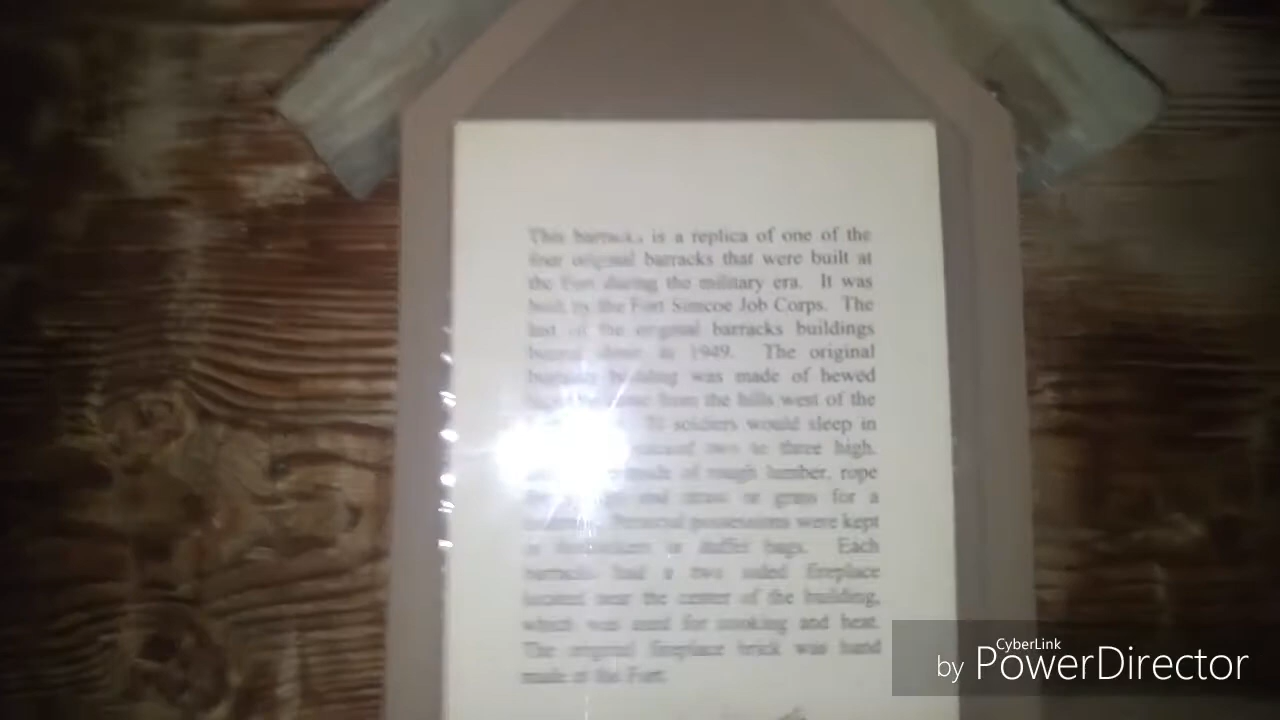 This barracks is a replica of one of the
four original barracks that were built at
the Fort during the military era. It was
built by the Fort Simcoe Job Corps. The
last of the original barracks buildings
burned down in 1949. The original
barracks building was made of hewed
from the hills west of the
soldiers would sleep in
two to three high.
made of rough lumber, rope
and straw or grass for a
Personal possessions were kept
in or duffer bags. Each
barracks had a two sided fireplace
located near the center of the building,
which was used for cooking and heat.
The original fireplace brick was hand
made at the Fort.
CyberLink
by PowerDirector